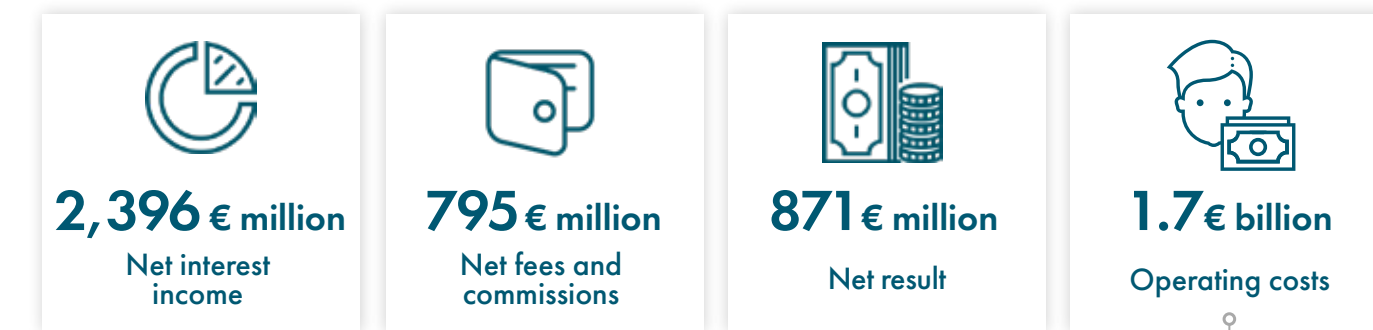 2,396 € million
Net interest
income
795 € million
Net fees and
commissions
871 € million
Net result
1.7€ billion
Operating costs